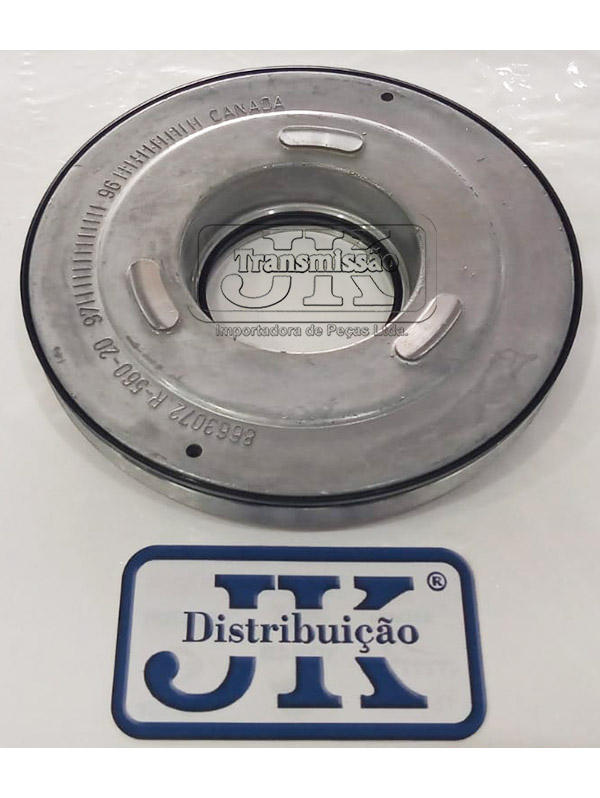 CANADA
96
97
8663072 R-560-20
JK
Transmissão
Importadora de Peças Ltda.
JK
®
Distribuição